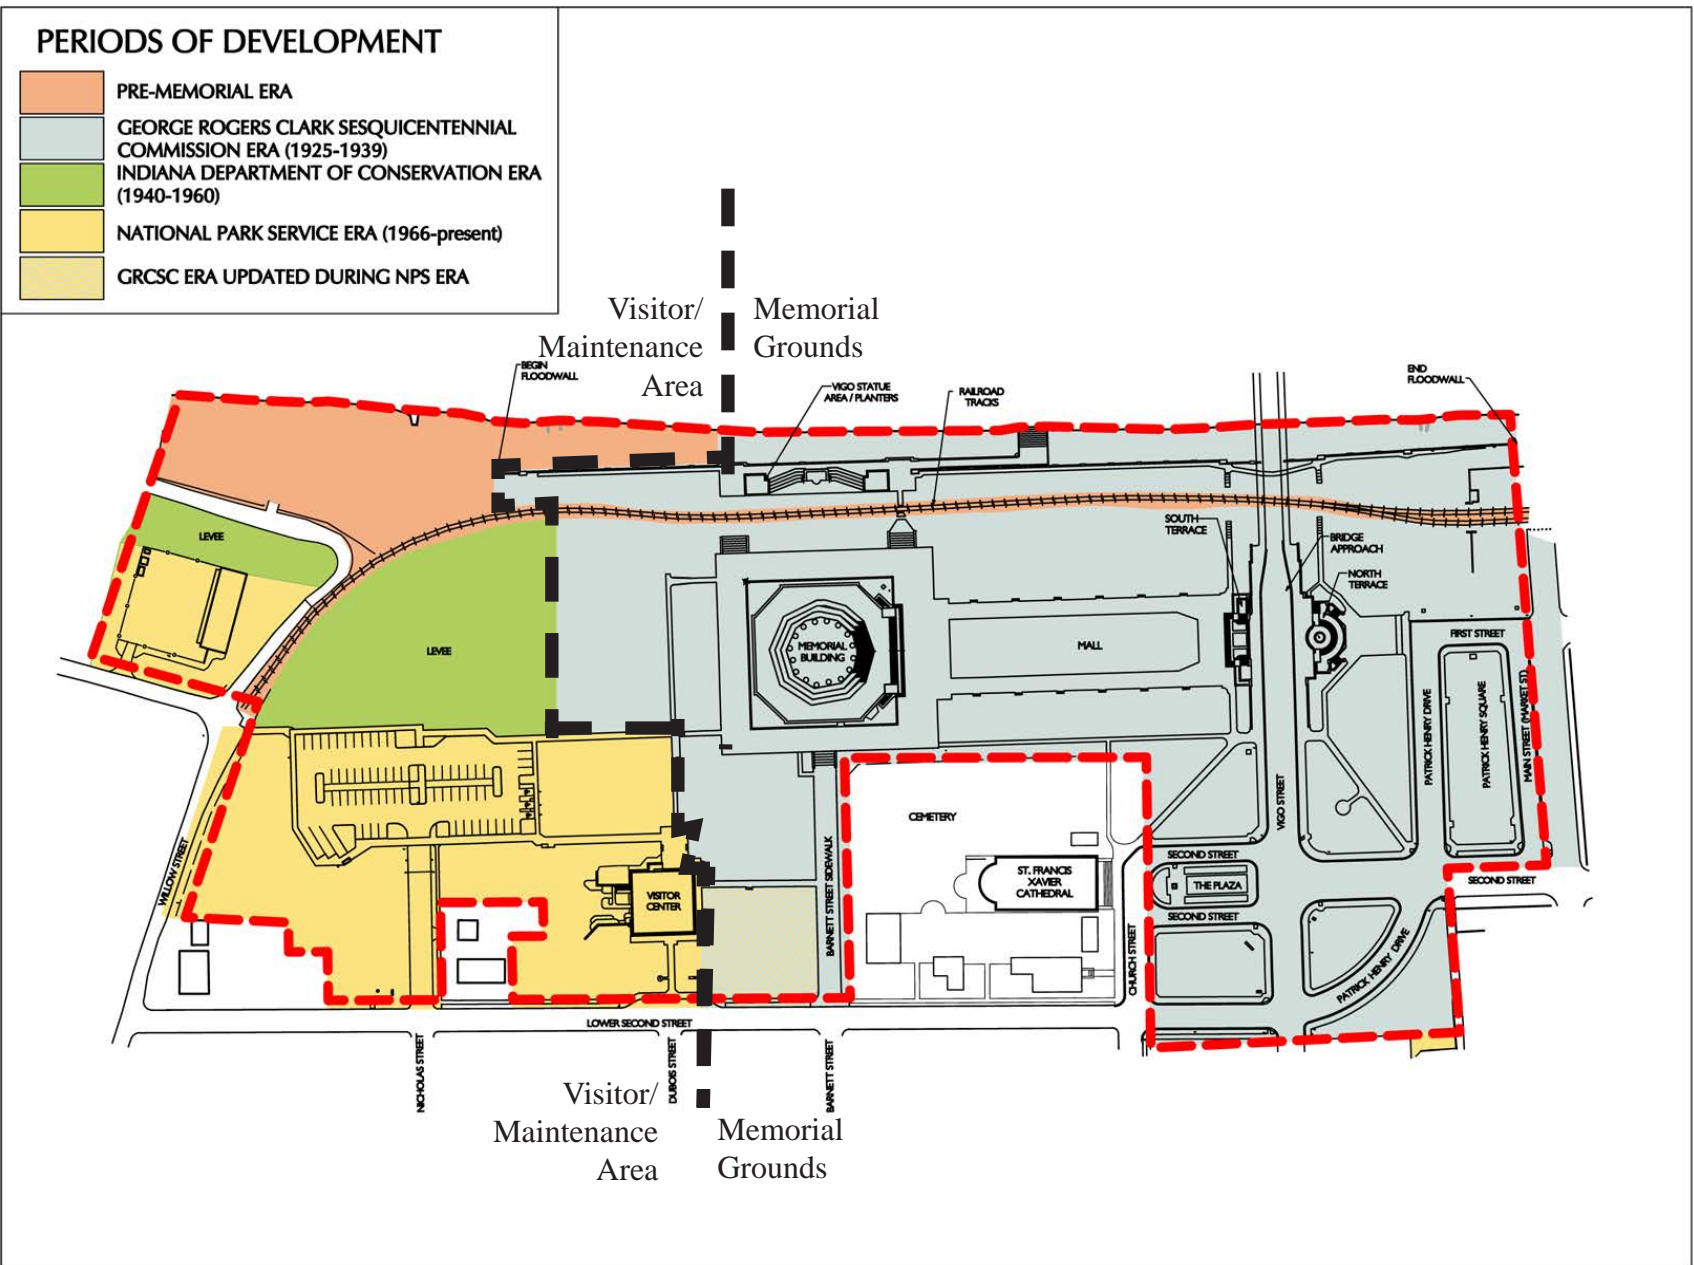 PERIODS OF DEVELOPMENT
PRE-MEMORIAL ERA
GEORGE ROGERS CLARK SESQUICENTENNIAL
COMMISSION ERA (1925-1939)
INDIANA DEPARTMENT OF CONSERVATION ERA
(1940-1960)
NATIONAL PARK SERVICE ERA (1966-present)
GRCSC ERA UPDATED DURING NPS ERA
Visitor/
Maintenance
Area
Memorial
Grounds
BEGIN
FLOODWALL
VIGO STATUE
AREA / PLANTERS
RAILROAD
TRACKS
END
FLOODWALL
LEVEE
LEVEE
SOUTH
TERRACE
BRIDGE
APPROACH
NORTH
TERRACE
MEMORIAL
BUILDING
MALL
FIRST STREET
PATRICK HENRY DRIVE
PATRICK HENRY SQUARE
MAIN STREET (MARKET ST)
VIGO STREET
CEMETERY
WILLOW STREET
VISITOR
CENTER
BARNETT STREET SIDEWALK
ST. FRANCIS
XAVIER
CATHEDRAL
SECOND STREET
THE PLAZA
SECOND STREET
SECOND STREET
CHURCH STREET
PATRICK HENRY DRIVE
LOWER SECOND STREET
NICHOLAS STREET
DUBOIS STREET
BARNETT STREET
Visitor/
Maintenance
Area
Memorial
Grounds